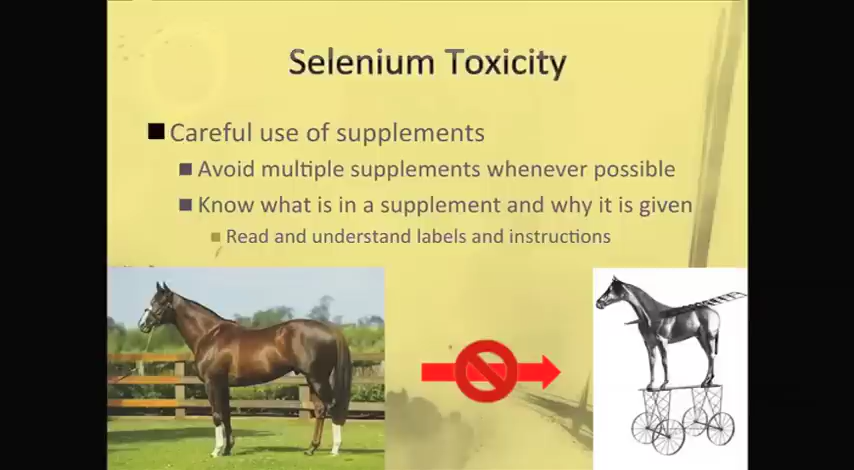 Selenium Toxicity
Careful use of supplements
Avoid multiple supplements whenever possible
Know what is in a supplement and why it is given
Read and understand labels and instructions